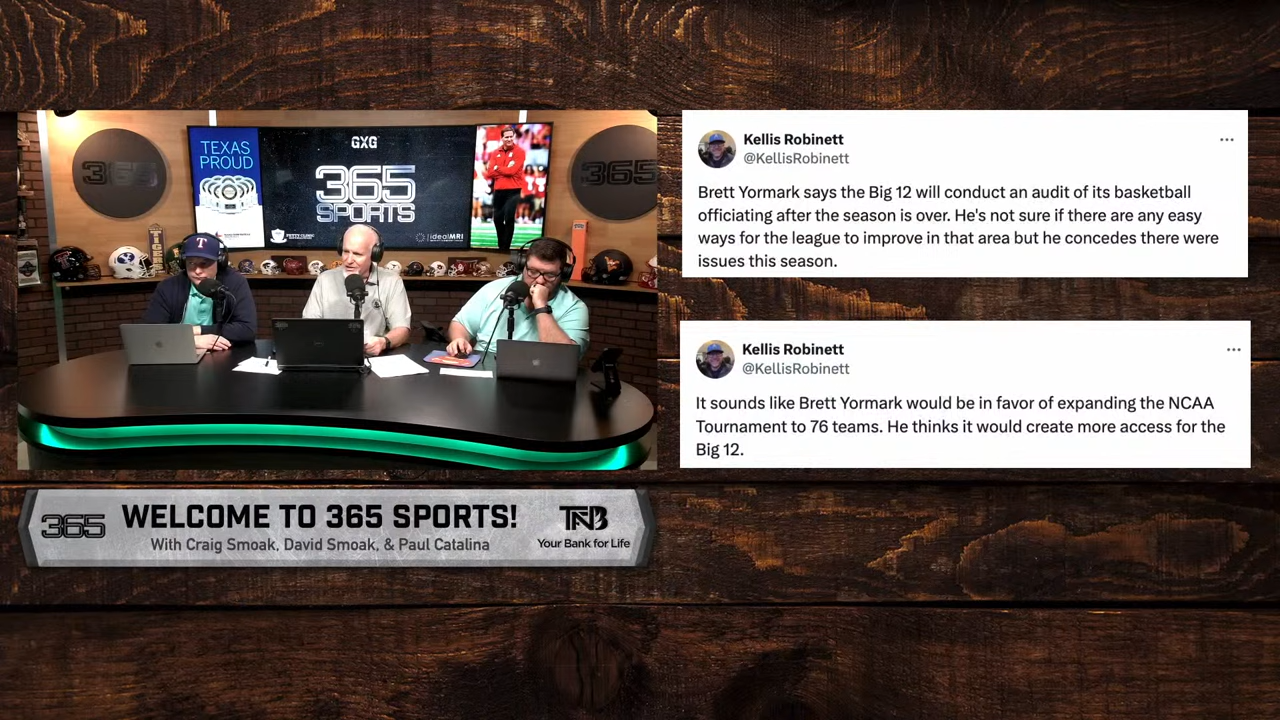 TEXAS
PROUD
GXG
365
SPORTS
idealMRI
365
365
T
Kellis Robinett
@KellisRobinett
Brett Yormark says the Big 12 will conduct an audit of its basketball
officiating after the season is over. He's not sure if there are any easy
ways for the league to improve in that area but he concedes there were
issues this season.
Kellis Robinett
@KellisRobinett
It sounds like Brett Yormark would be in favor of expanding the NCAA
Tournament to 76 teams. He thinks it would create more access for the
Big 12.
365
WELCOME TO 365 SPORTS!
With Craig Smoak, David Smoak, & Paul Catalina
TFNB
Your Bank for Life